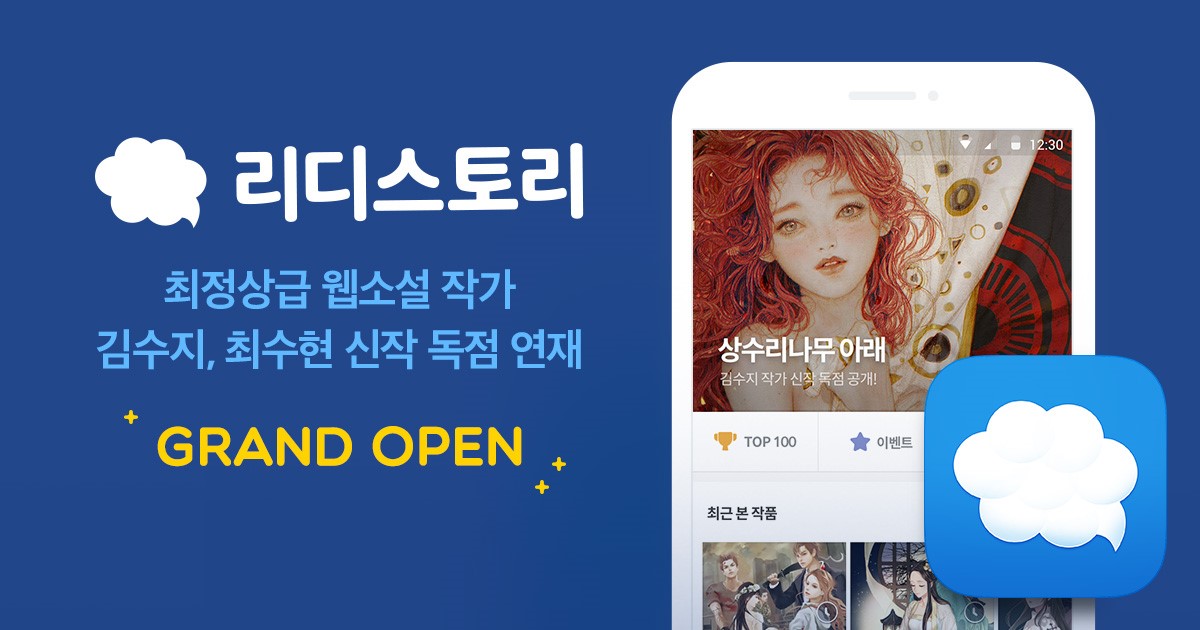 리디스토리
최정상급 웹소설 작가
김수지, 최수현 신작 독점 연재
GRAND OPEN
12:30
상수리나무 아래
김수지 작가 신작 독점 공개!
TOP 100
이벤트
최근 본 작품